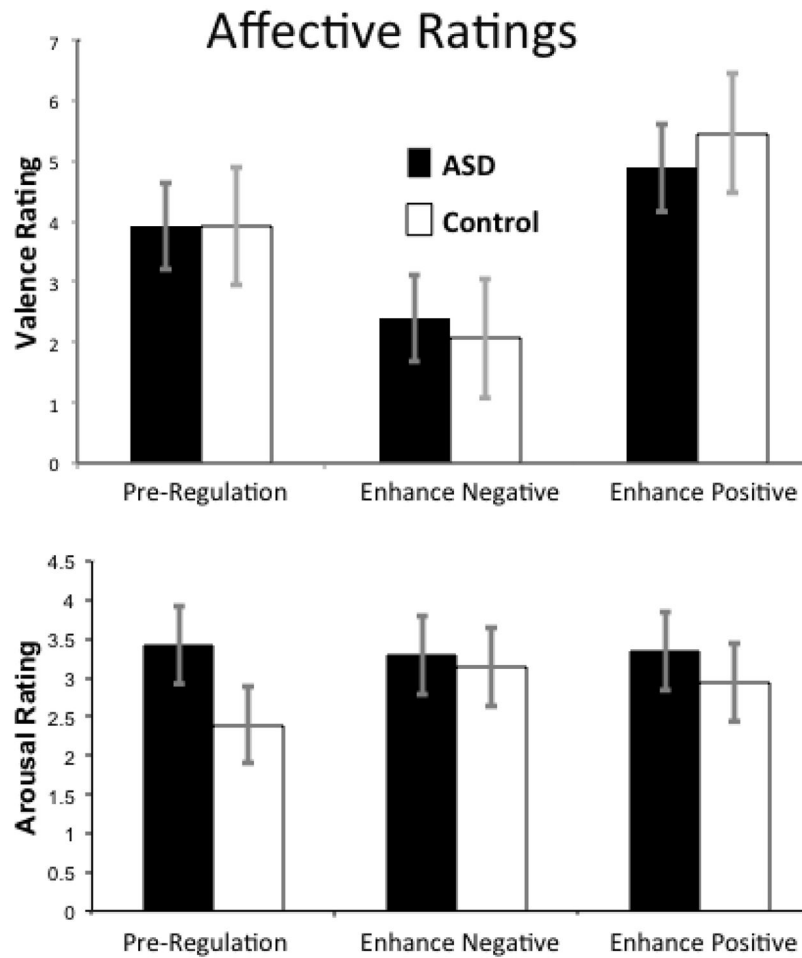 Affective Ratings
Valence Rating
7
6
5
4
3
2
1
0
ASD
Control
Pre-Regulation Enhance Negative Enhance Positive
Arousal Rating
4.5
4
3.5
3
2.5
2
1.5
1
0.5
0
Pre-Regulation Enhance Negative Enhance Positive